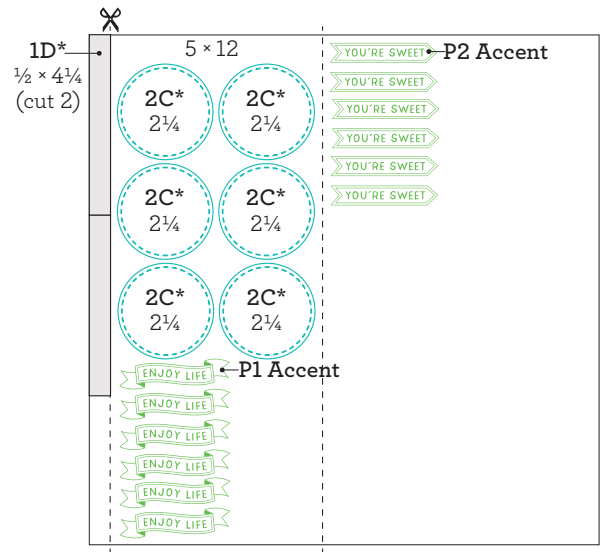 1D*
½ × 4¼
(cut 2)
5 × 12
2C*
2¼
2C*
2¼
2C*
2¼
2C*
2¼
2C*
2¼
2C*
2¼
P1 Accent
ENJOY LIFE
ENJOY LIFE
ENJOY LIFE
ENJOY LIFE
ENJOY LIFE
ENJOY LIFE
YOU'RE SWEET
P2 Accent
YOU'RE SWEET
YOU'RE SWEET
YOU'RE SWEET
YOU'RE SWEET
YOU'RE SWEET